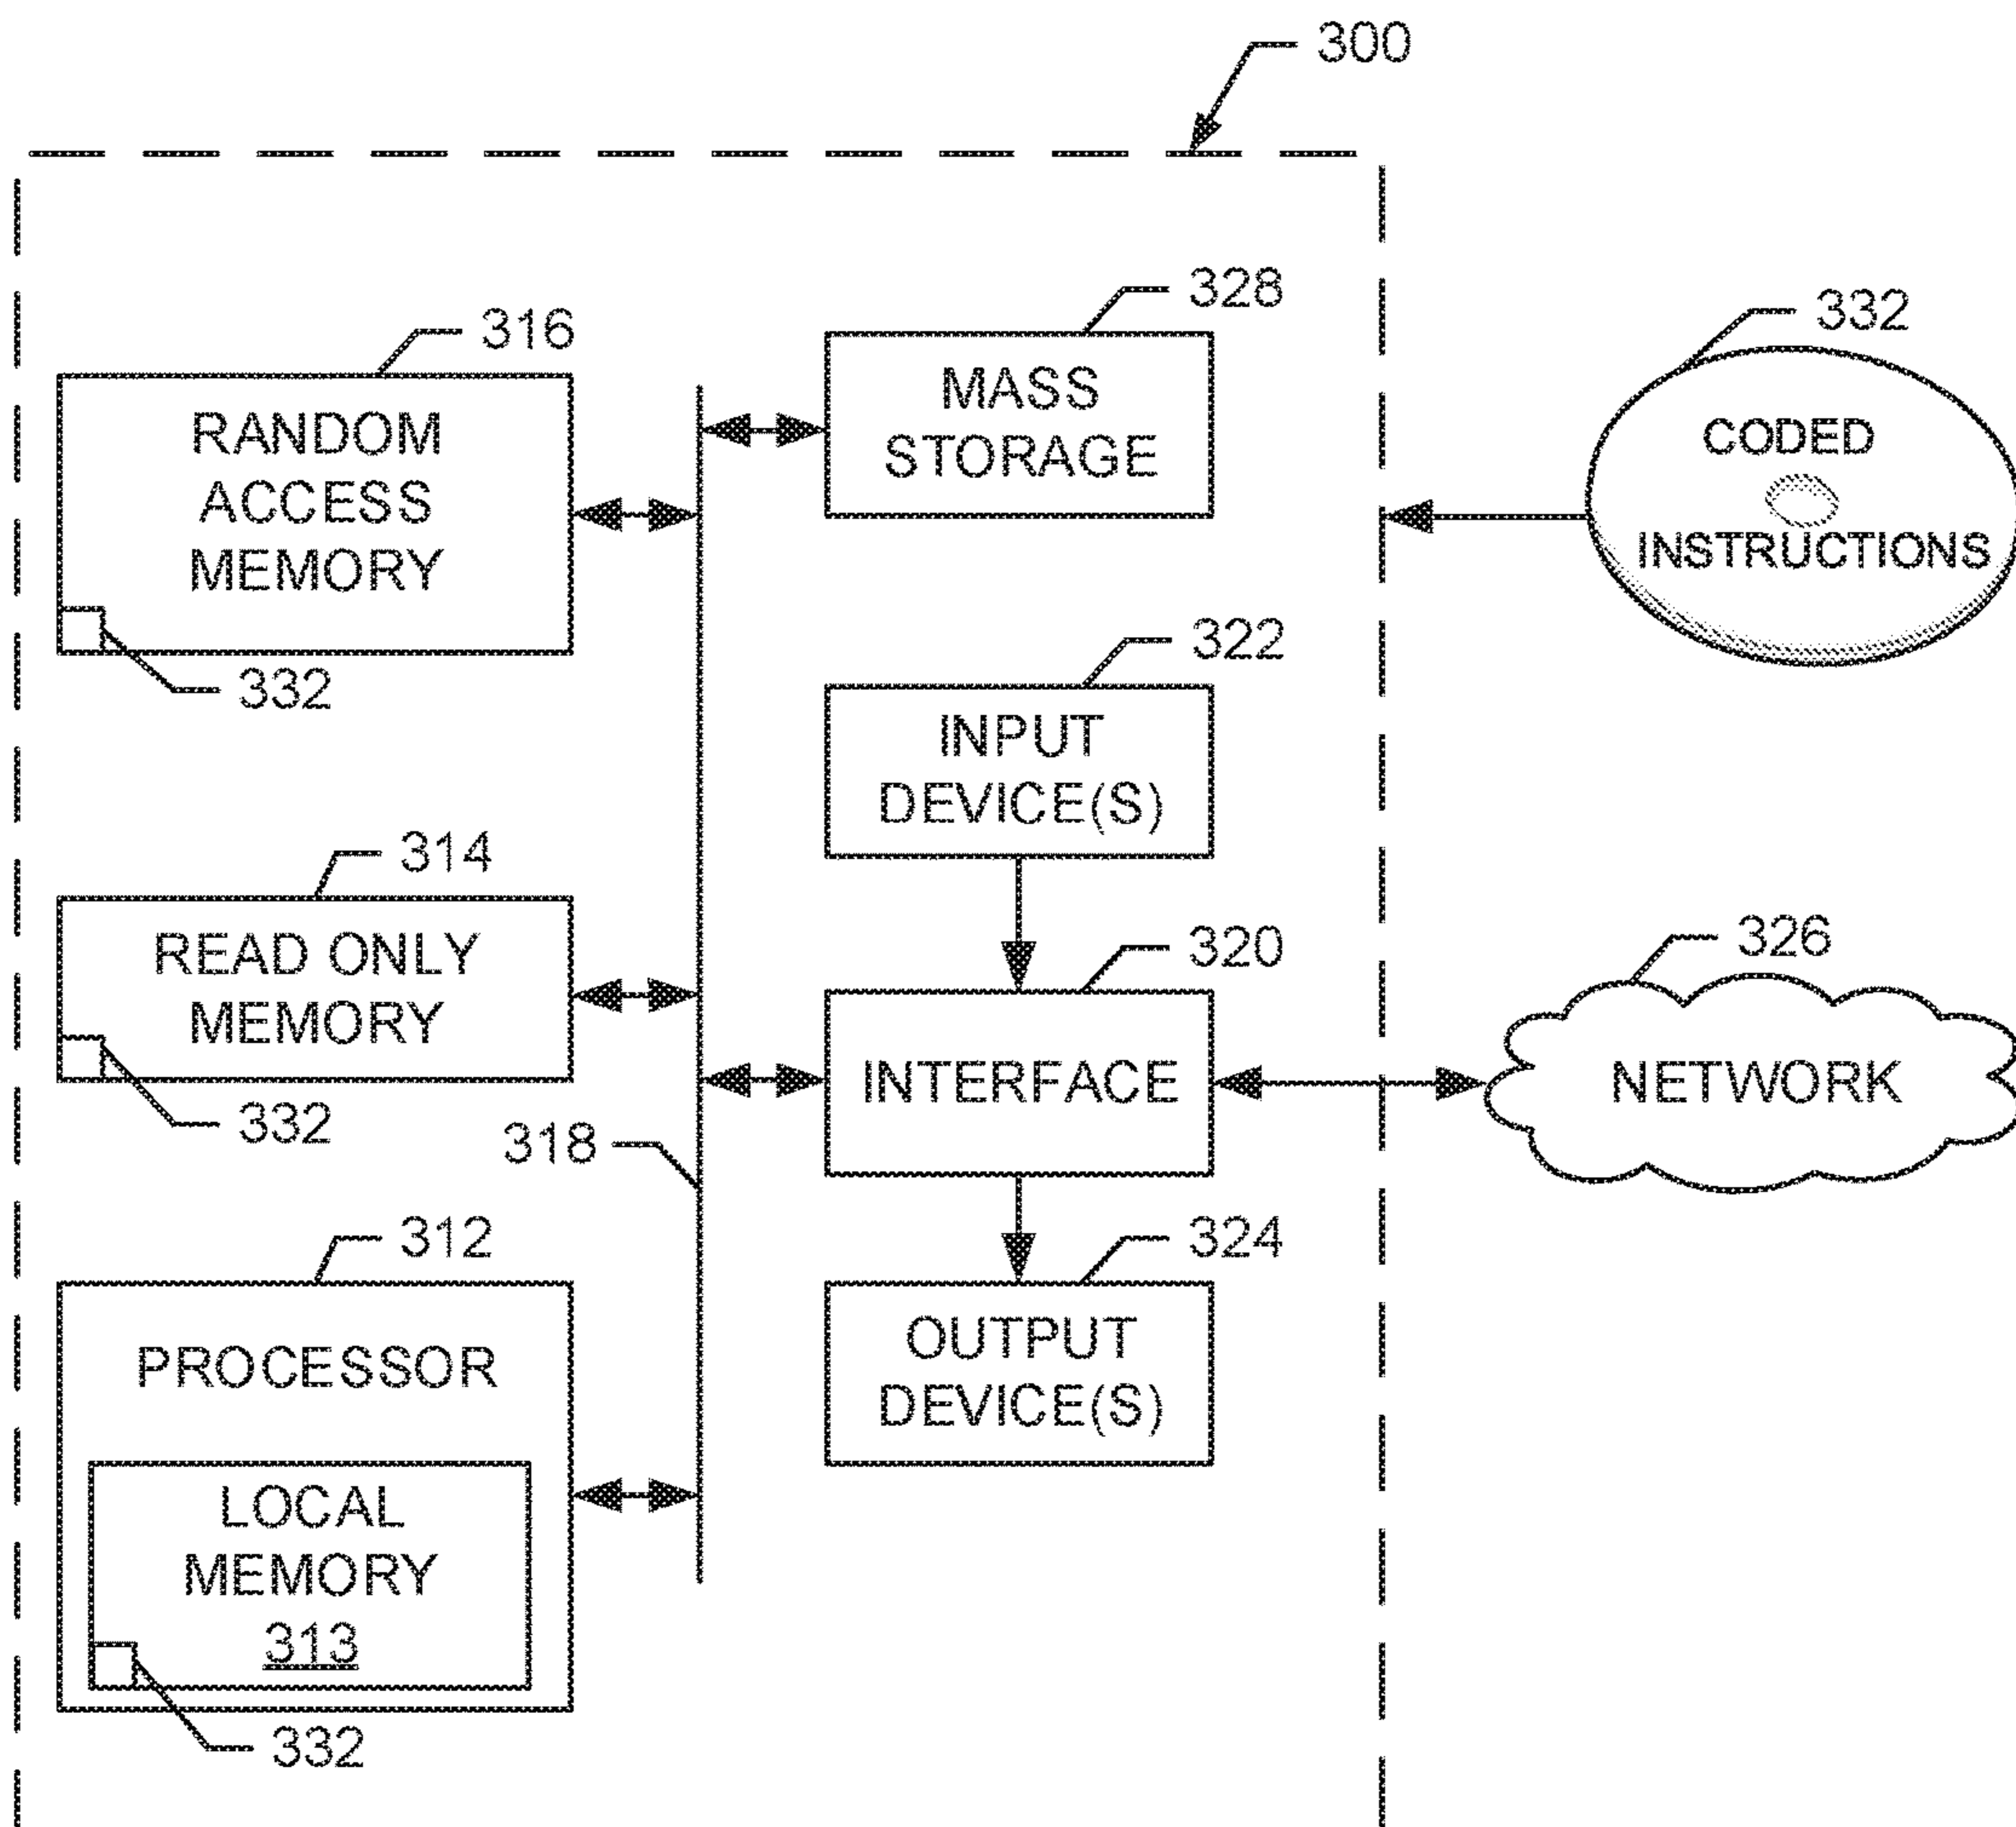 300
328
MASS
STORAGE
316
RANDOM
ACCESS
MEMORY
332
332
CODED
INSTRUCTIONS
322
INPUT
DEVICE(S)
314
READ ONLY
MEMORY
332
320
INTERFACE
326
NETWORK
318
312
PROCESSOR
LOCAL
MEMORY
313
332
324
OUTPUT
DEVICE(S)